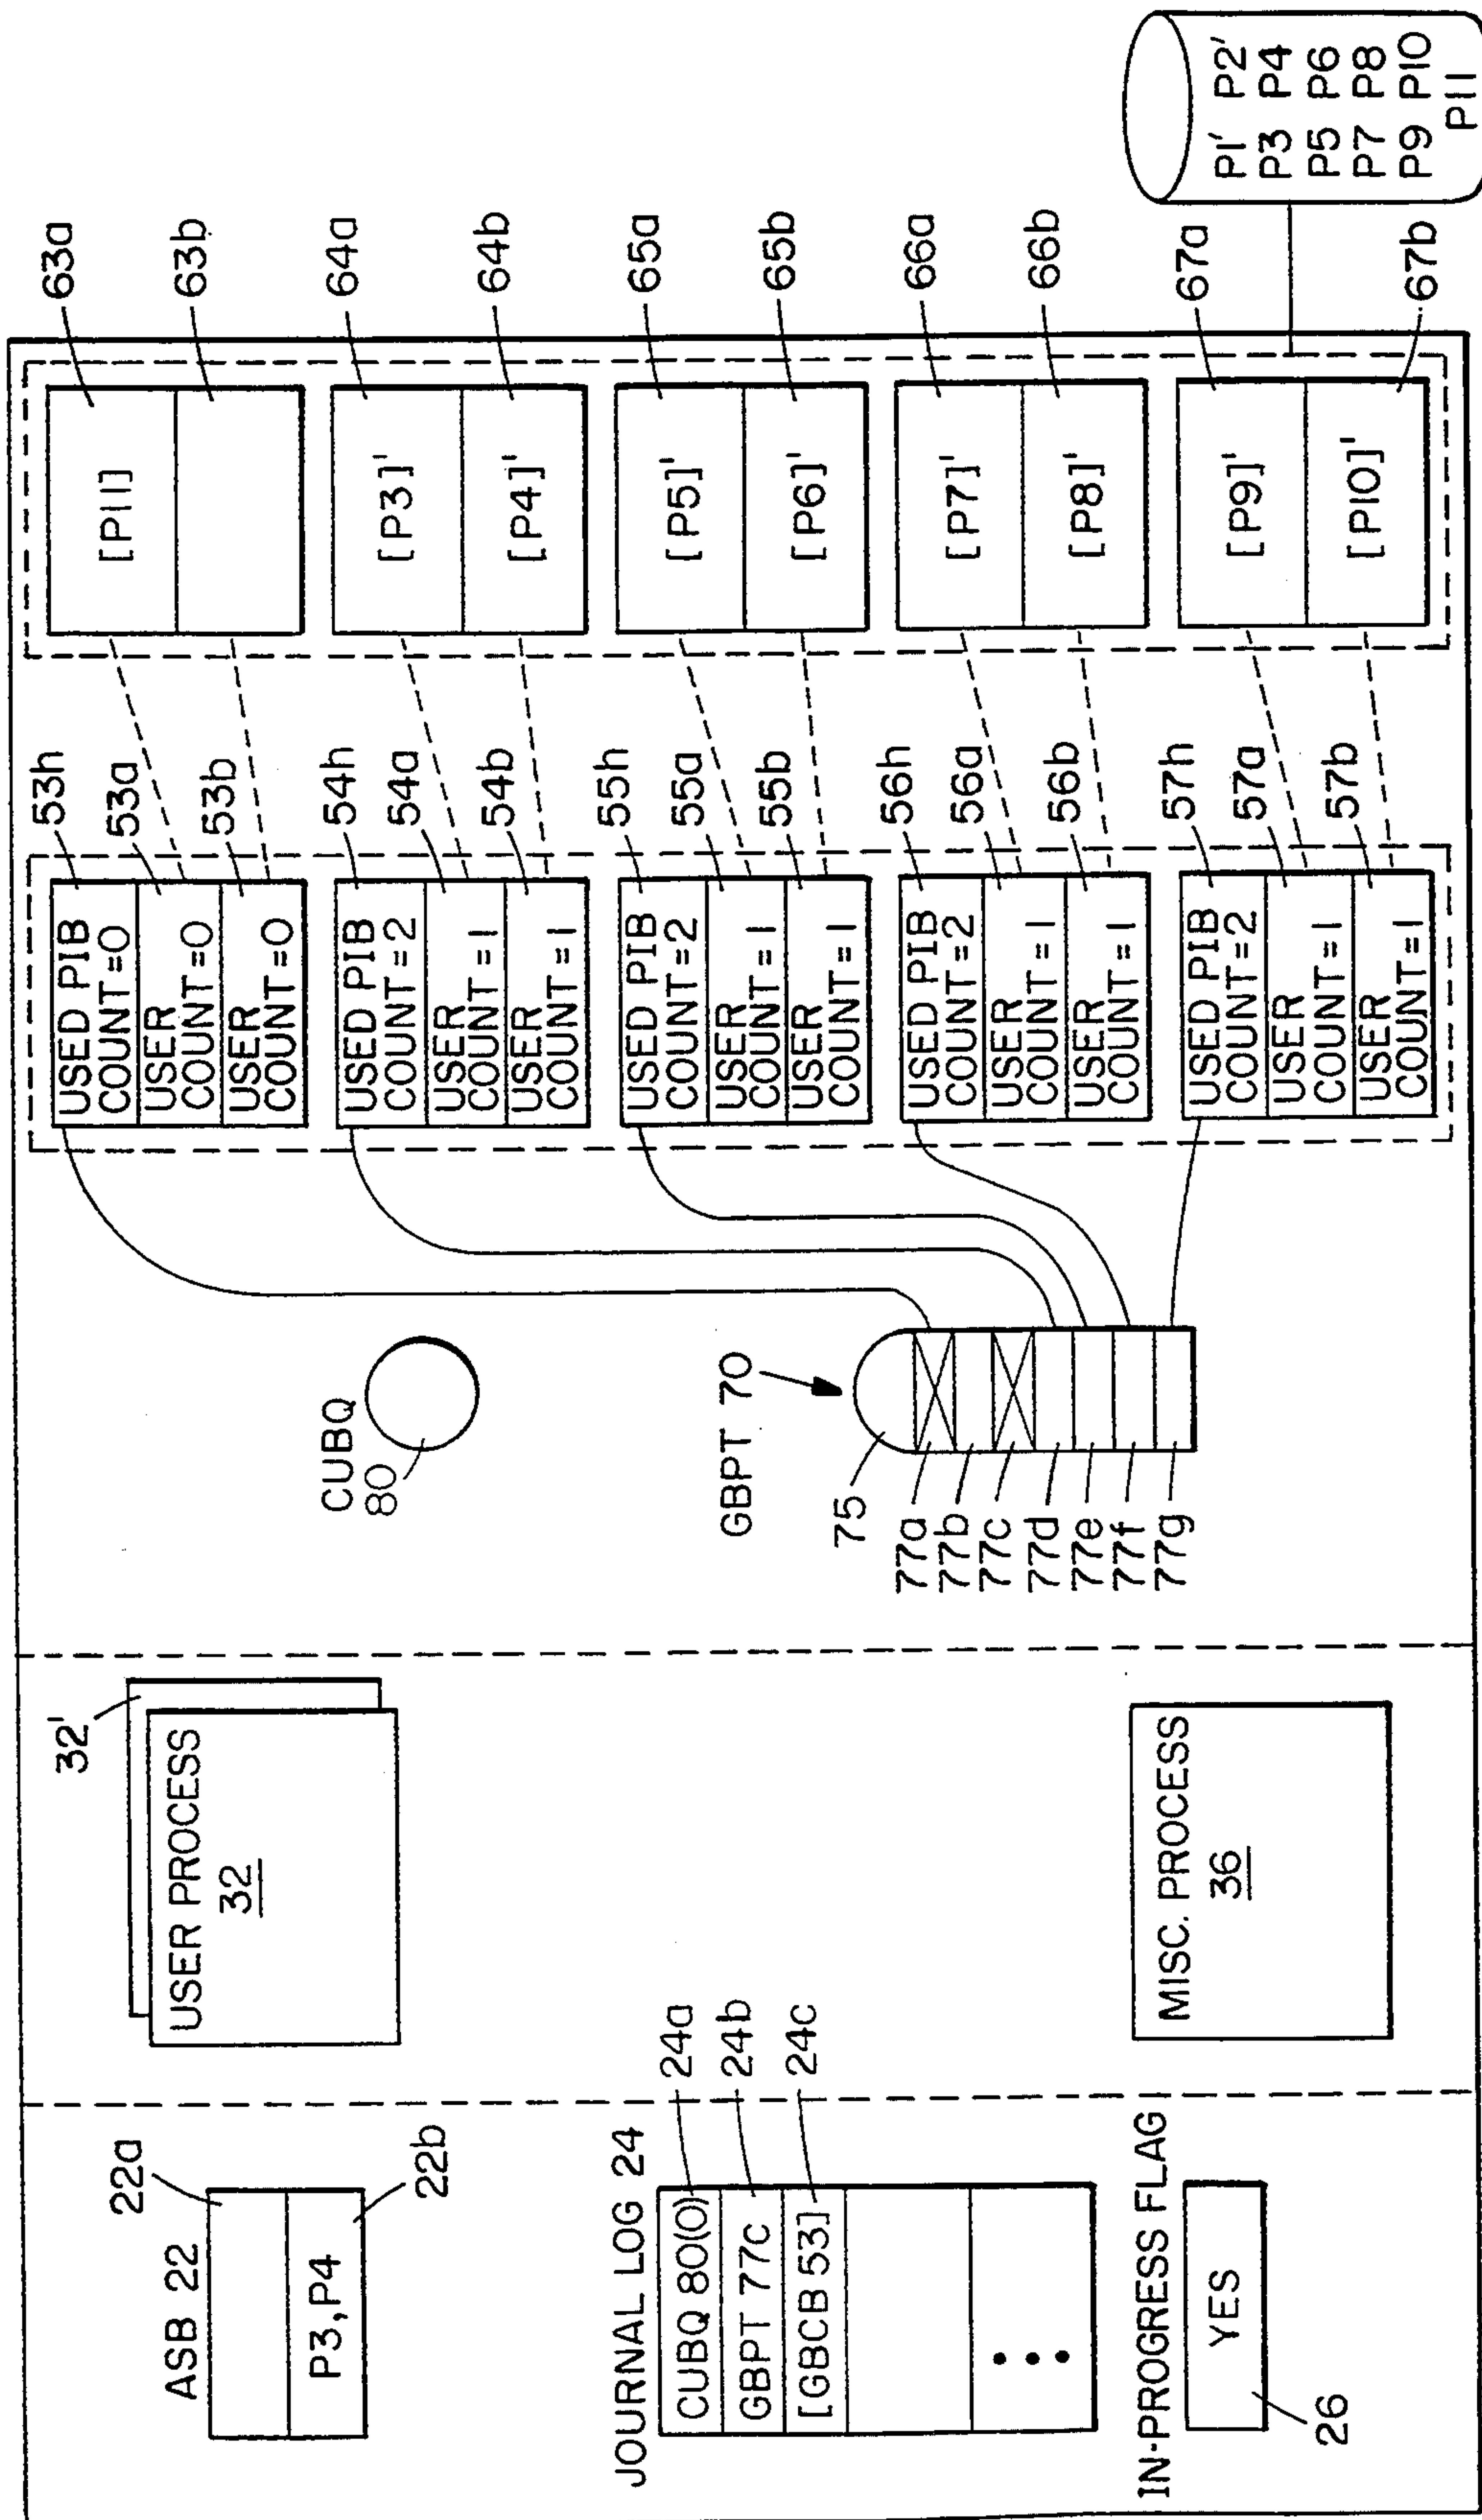 ASB 22
22a
P3,P4
22b
JOURNAL LOG 24
CUBQ 80(0)
24a
GBPT 77c
24b
[GBCB 53]
24c
IN-PROGRESS FLAG
YES
26
32'
USER PROCESS
32
MISC. PROCESS
36
CUBQ
80
GBPT 70
75
77a
77b
77c
77d
77e
77f
77g
USED PIB
COUNT=0
53h
USER
COUNT=0
53a
USER
COUNT=0
53b
USED PIB
COUNT=2
54h
USER
COUNT=1
54a
USER
COUNT=1
54b
USED PIB
COUNT=2
55h
USER
COUNT=1
55a
USER
COUNT=1
55b
USED PIB
COUNT=2
56h
USER
COUNT=1
56a
USER
COUNT=1
56b
USED PIB
COUNT=2
57h
USER
COUNT=1
57a
USER
COUNT=1
57b
[P11]
63a
63b
[P3]'
64a
[P4]'
64b
[P5]'
65a
[P6]'
65b
[P7]'
66a
[P8]'
66b
[P9]'
67a
[P10]'
67b
P1' P2'
P3 P4
P5 P6
P7 P8
P9 P10
P11